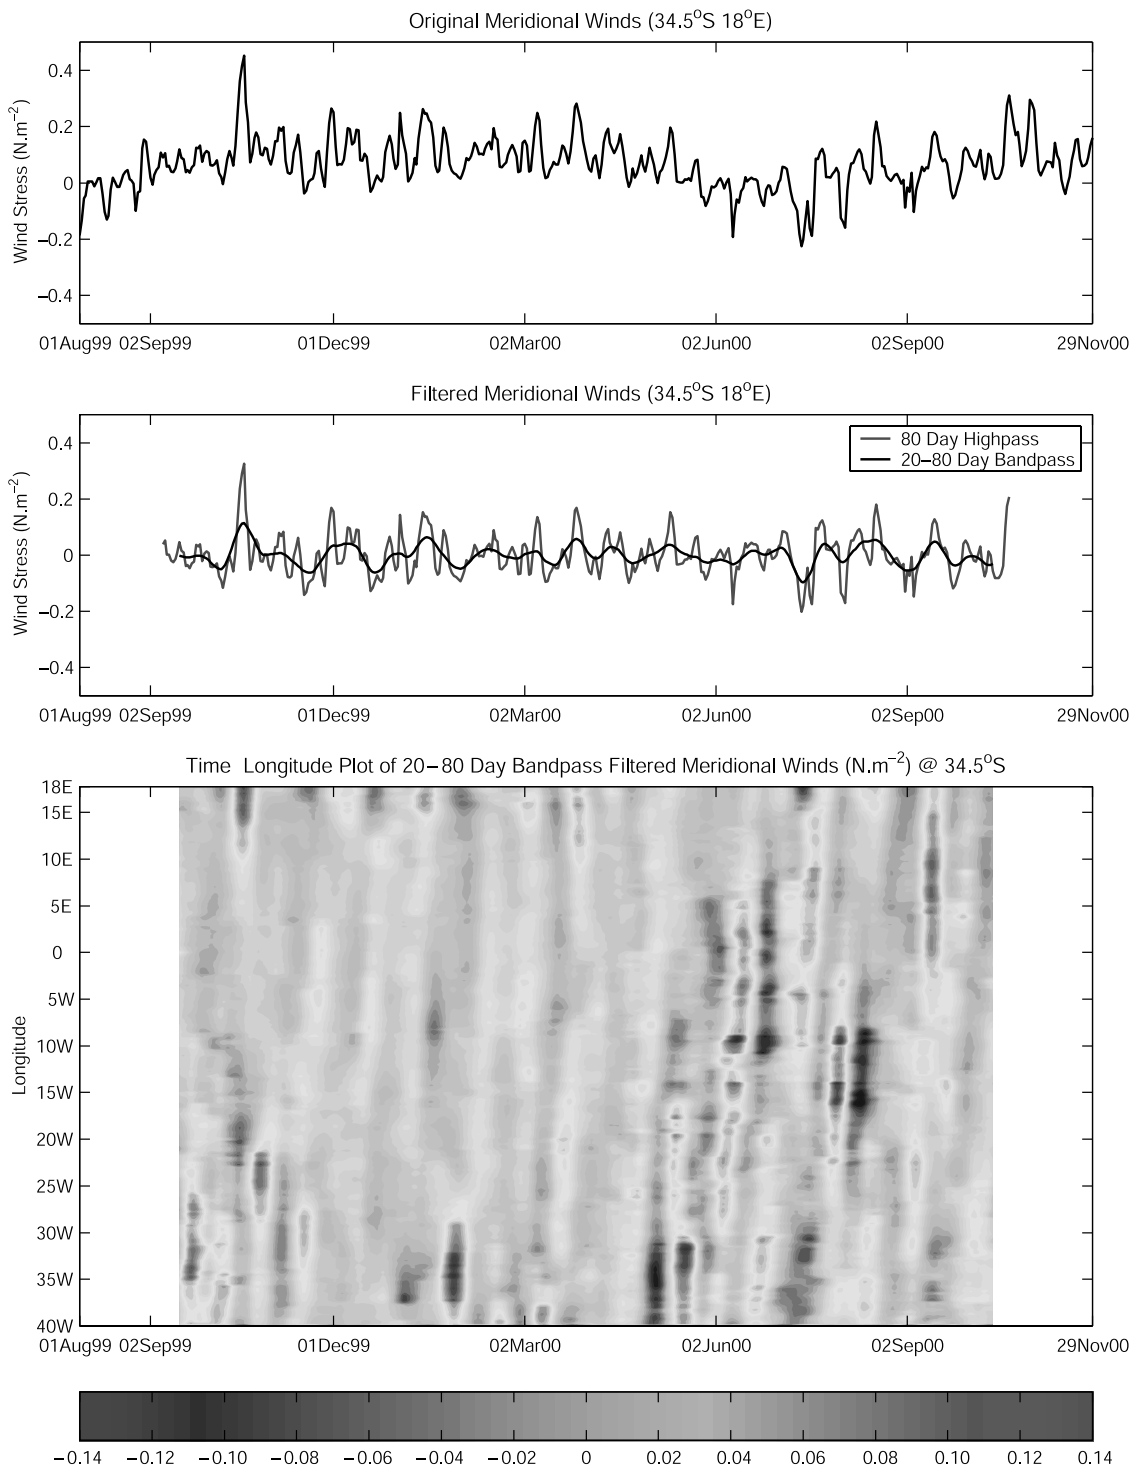 Original Meridional Winds (34.5°S 18°E)
Wind Stress (N.m⁻²)
0.4
0.2
0
−0.2
−0.4
01Aug99 02Sep99 01Dec99 02Mar00 02Jun00 02Sep00 29Nov00
Filtered Meridional Winds (34.5°S 18°E)
Wind Stress (N.m⁻²)
0.4
0.2
0
−0.2
−0.4
80 Day Highpass
20−80 Day Bandpass
01Aug99 02Sep99 01Dec99 02Mar00 02Jun00 02Sep00 29Nov00
Time Longitude Plot of 20−80 Day Bandpass Filtered Meridional Winds (N.m⁻²) @ 34.5°S
Longitude
18E
15E
10E
5E
0
5W
10W
15W
20W
25W
30W
35W
40W
01Aug99 02Sep99 01Dec99 02Mar00 02Jun00 02Sep00 29Nov00
−0.14 −0.12 −0.10 −0.08 −0.06 −0.04 −0.02 0 0.02 0.04 0.06 0.08 0.10 0.12 0.14